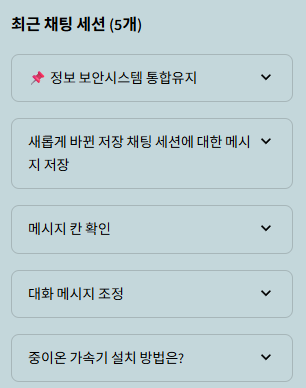 최근 채팅 세션 (5개)
📌 정보 보안시스템 통합유지
새롭게 바뀐 저장 채팅 세션에 대한 메시
지 저장
메시지 칸 확인
대화 메시지 조정
중이온 가속기 설치 방법은?